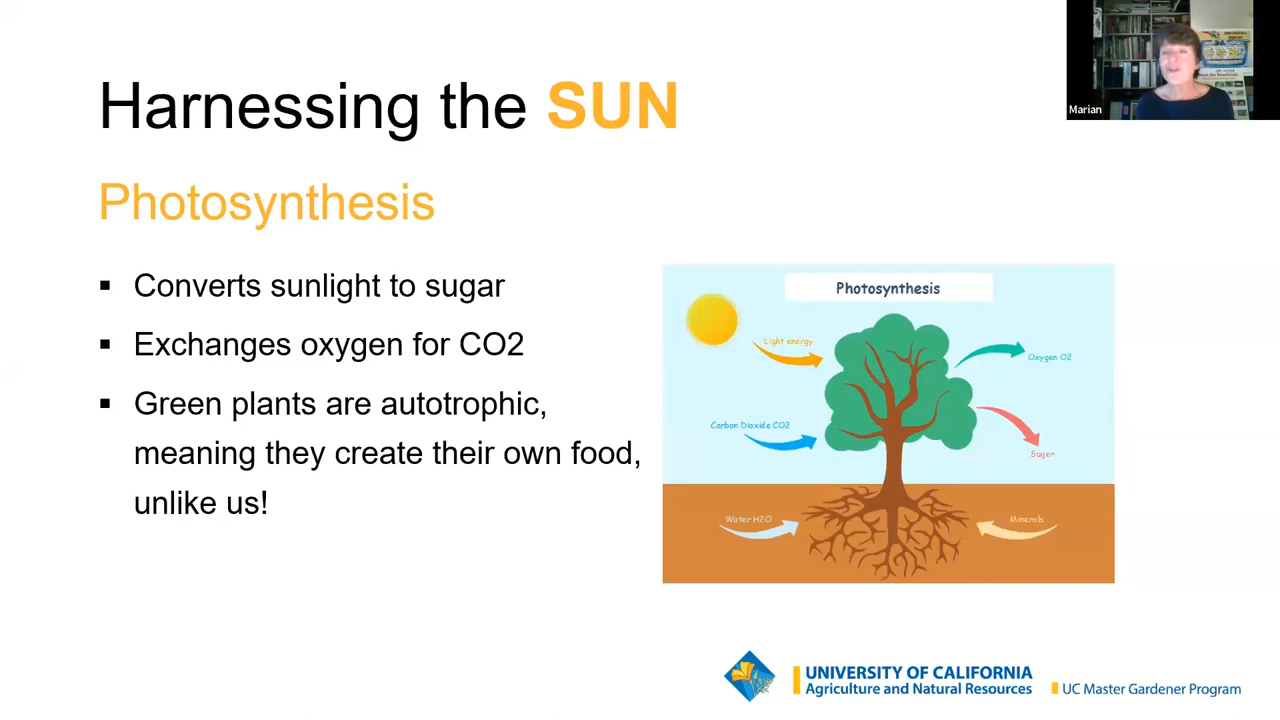 Harnessing the SUN
Photosynthesis
▪ Converts sunlight to sugar
▪ Exchanges oxygen for CO2
▪ Green plants are autotrophic,
meaning they create their own food,
unlike us!
Photosynthesis
Light energy
Oxygen O2
Carbon Dioxide CO2
Suger
Water H2O
Minerals
Marian
UNIVERSITY OF CALIFORNIA
Agriculture and Natural Resources
UC Master Gardener Program